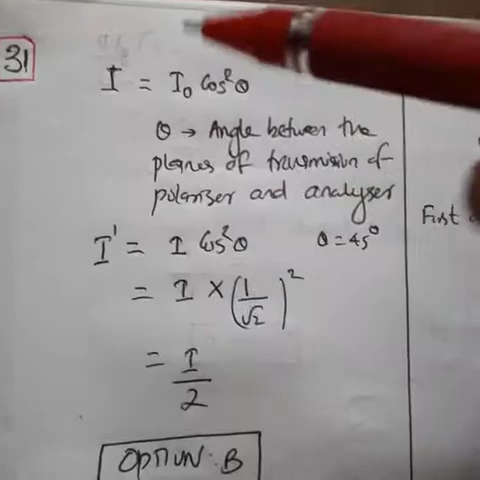 31
I = I₀ Cos²θ
θ → Angle between the
planes of transmission of
polariser and analyser
I' = I Cos²θ θ = 45°
= I × (1/√2)²
= I/2
OPTION: B
First